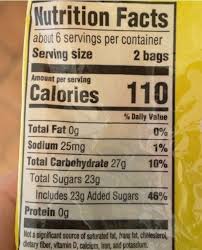 Nutrition Facts
about 6 servings per container
Serving size 2 bags
Amount per serving
Calories 110
% Daily Value
Total Fat 0g 0%
Sodium 25mg 1%
Total Carbohydrate 27g 10%
Total Sugars 23g
Includes 23g Added Sugars 46%
Protein 0g
Not a significant source of saturated fat, trans fat, cholesterol,
dietary fiber, vitamin D, calcium, iron, and potassium.